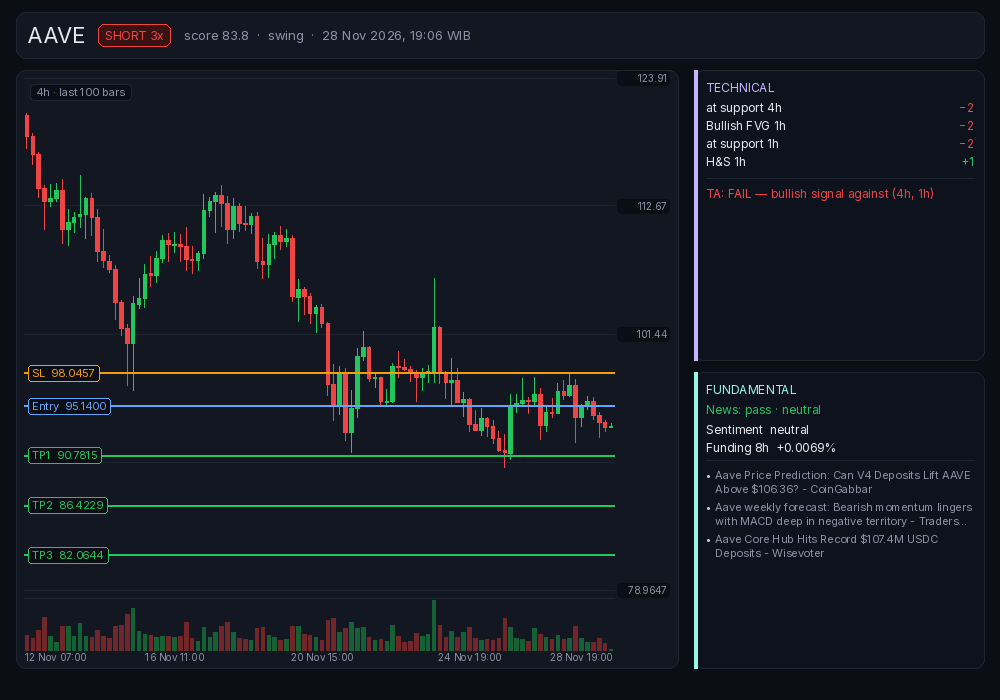 AAVE SHORT 3x score 83.8 · swing · 28 Nov 2026, 19:06 WIB
4h · last 100 bars
123.91
112.67
101.44
SL 98.0457
Entry 95.1400
TP1 90.7815
TP2 86.4229
TP3 82.0644
78.9647
12 Nov 07:00 16 Nov 11:00 20 Nov 15:00 24 Nov 19:00 28 Nov 19:00
TECHNICAL
at support 4h −2
Bullish FVG 1h −2
at support 1h −2
H&S 1h +1
TA: FAIL — bullish signal against (4h, 1h)
FUNDAMENTAL
News: pass · neutral
Sentiment neutral
Funding 8h +0.0069%
• Aave Price Prediction: Can V4 Deposits Lift AAVE
Above $106.36? - CoinGabbar
• Aave weekly forecast: Bearish momentum lingers
with MACD deep in negative territory - Traders…
• Aave Core Hub Hits Record $107.4M USDC
Deposits - Wisevoter